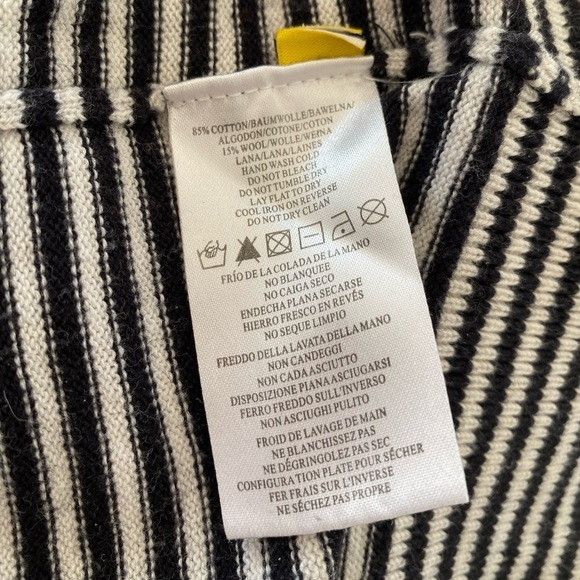 85% COTTON/BAUMWOLLE/BAWELNA/
ALGODON/COTONE/COTON
15% WOOL/WOLLE/WEINA
LANA/LANA/LAINES
HAND WASH COLD
DO NOT BLEACH
DO NOT TUMBLE DRY
LAY FLAT TO DRY
COOL IRON ON REVERSE
DO NOT DRY CLEAN
FRÍO DE LA COLADA DE LA MANO
NO BLANQUEE
NO CAIGA SECO
ENDECHA PLANA SECARSE
HIERRO FRESCO EN REVÉS
NO SEQUE LIMPIO
FREDDO DELLA LAVATA DELLA MANO
NON CANDEGGI
NON CADA ASCIUTTO
DISPOSIZIONE PIANA ASCIUGARSI
FERRO FREDDO SULL'INVERSO
NON ASCIUGHI PULITO
FROID DE LAVAGE DE MAIN
NE BLANCHISSEZ PAS
NE DÉGRINGOLEZ PAS SEC
CONFIGURATION PLATE POUR SÉCHER
FER FRAIS SUR L'INVERSE
NE SÉCHEZ PAS PROPRE